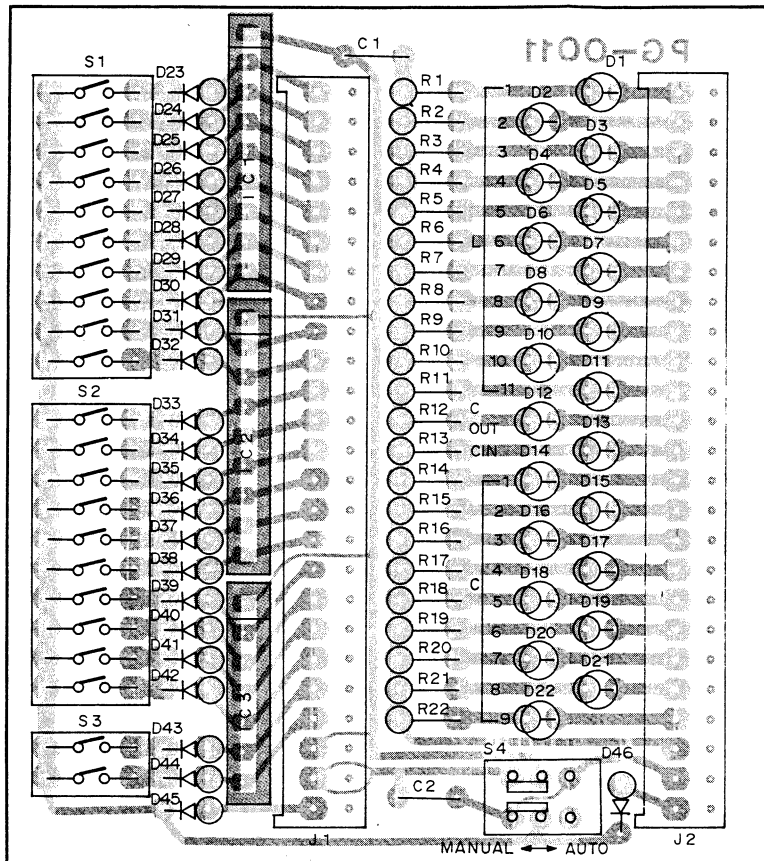 C1
PG-0011
D1
S1
D23
D24
D25
D26
D27
D28
D29
D30
D31
D32
S2
D33
D34
D35
D36
D37
D38
D39
D40
D41
D42
S3
D43
D44
D45
IC1
IC2
IC3
J1
R1
R2
R3
R4
R5
R6
R7
R8
R9
R10
R11
R12
R13
R14
R15
R16
R17
R18
R19
R20
R21
R22
1
2
3
4
5
L 6
7
8
9
10
11
C
OUT
CIN
1
2
3
4
C
5
6
7
8
9
D2
D3
D4
D5
D6
D7
D8
D9
D10
D11
D12
D13
D14
D15
D16
D17
D18
D19
D20
D21
D22
S4
D46
C2
MANUAL ↔ AUTO
J2